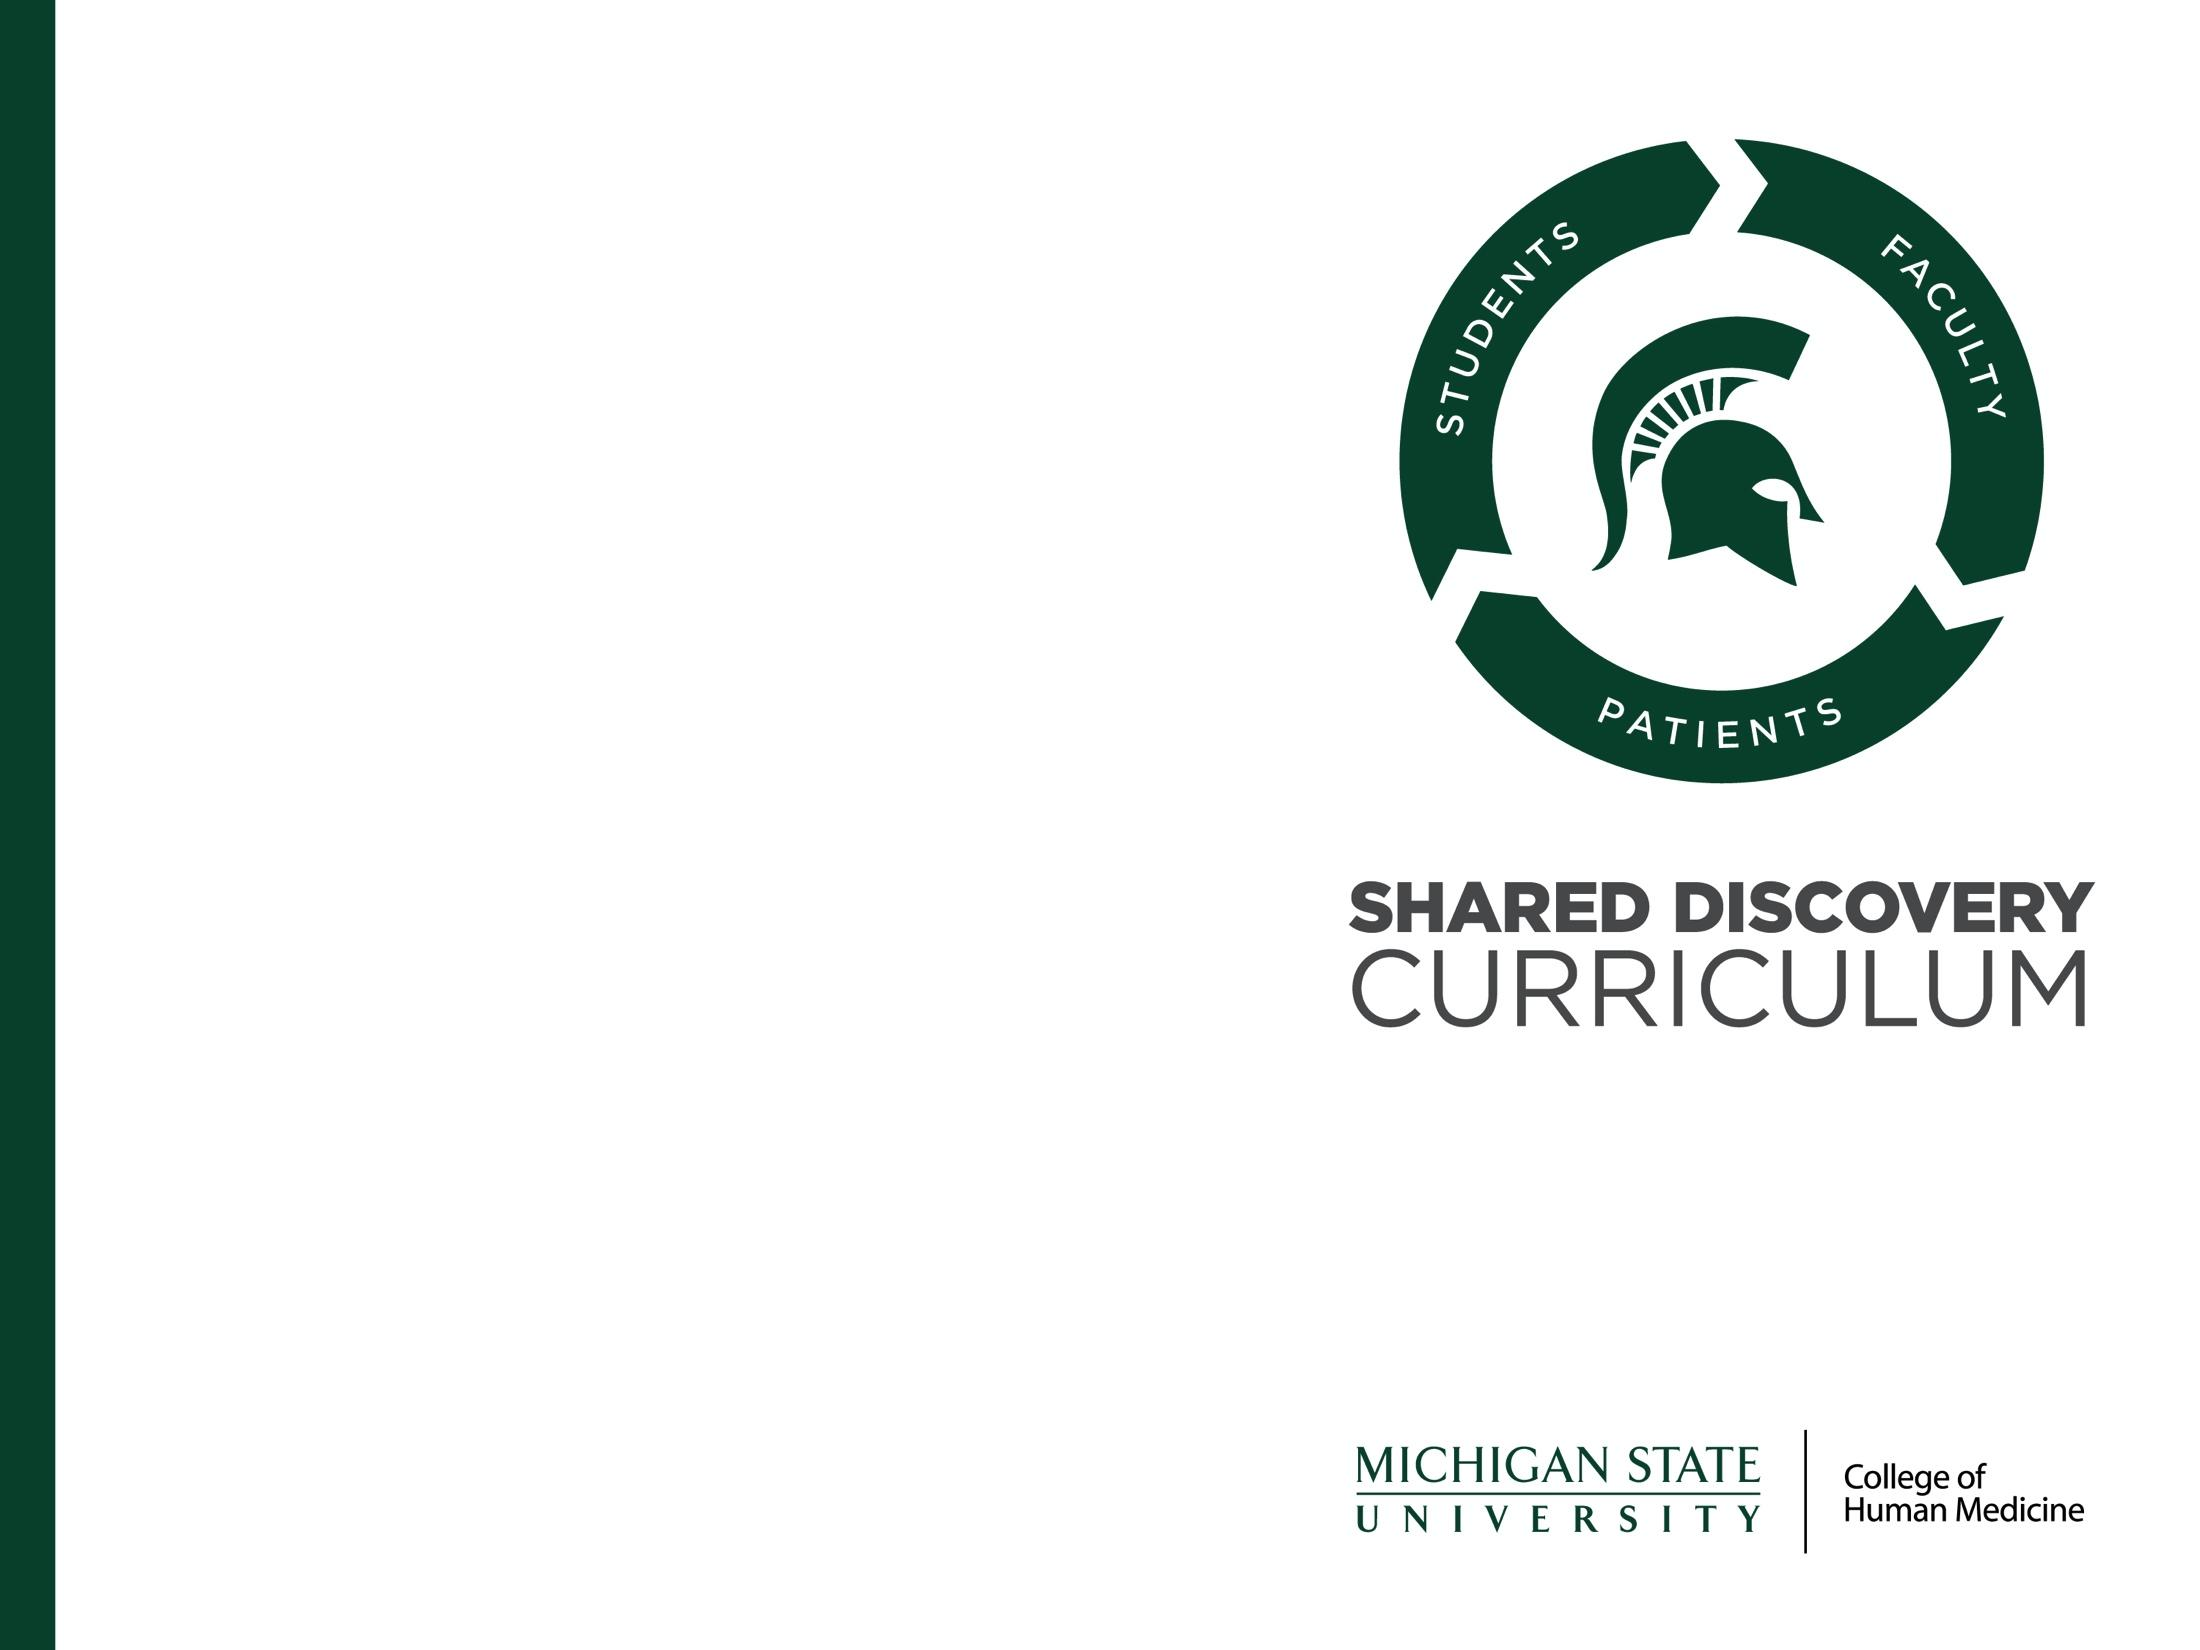 STUDENTS
FACULTY
PATIENTS
SHARED DISCOVERY
CURRICULUM
MICHIGAN STATE
UNIVERSITY
College of
Human Medicine